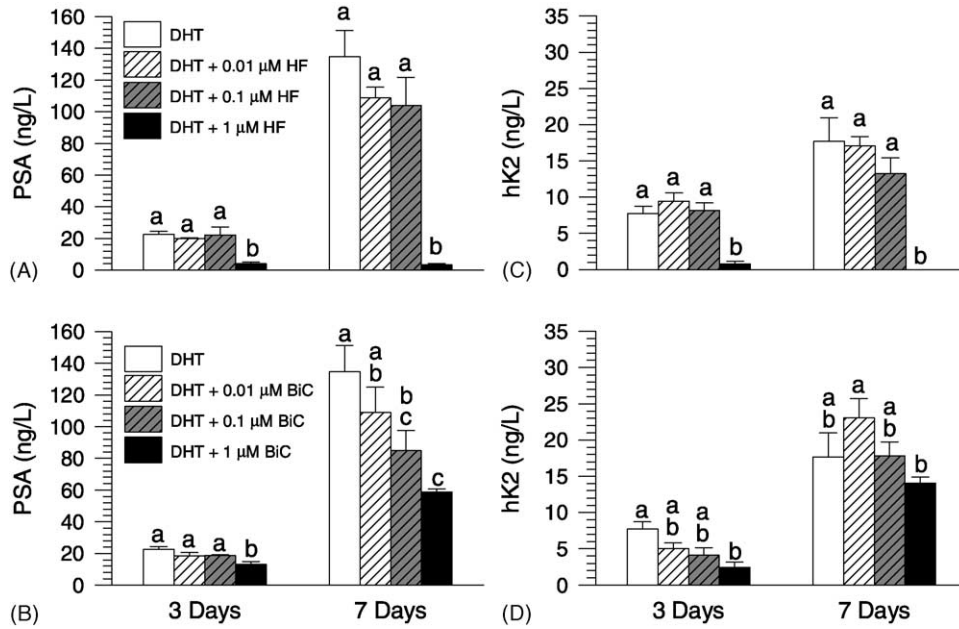 PSA (ng/L)
160
140
120
100
80
60
40
20
0
DHT
DHT + 0.01 μM HF
DHT + 0.1 μM HF
DHT + 1 μM HF
a a a b
a a a b
(A)
hK2 (ng/L)
35
30
25
20
15
10
5
0
a a a b
a a a b
(C)
PSA (ng/L)
160
140
120
100
80
60
40
20
0
DHT
DHT + 0.01 μM BiC
DHT + 0.1 μM BiC
DHT + 1 μM BiC
a a a b
a
a
b
b
c
c
3 Days 7 Days
(B)
hK2 (ng/L)
35
30
25
20
15
10
5
0
a a a
b b b
a a a
b b b b
3 Days 7 Days
(D)